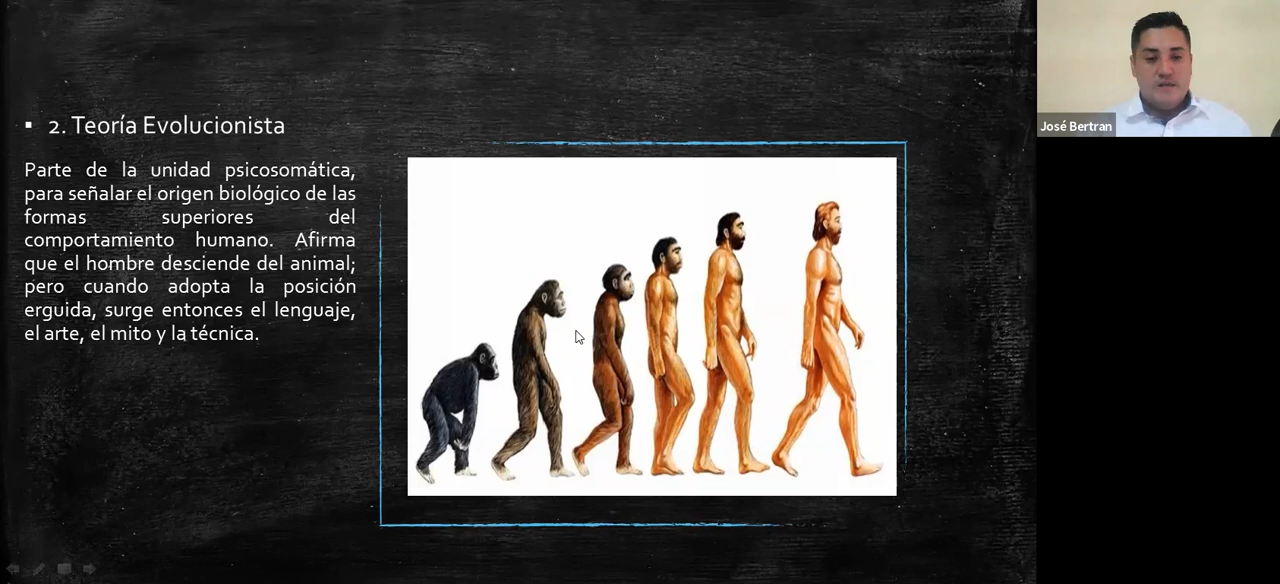 ▪ 2. Teoría Evolucionista
Parte de la unidad psicosomática,
para señalar el origen biológico de las
formas superiores del
comportamiento humano. Afirma
que el hombre desciende del animal;
pero cuando adopta la posición
erguida, surge entonces el lenguaje,
el arte, el mito y la técnica.
José Bertran